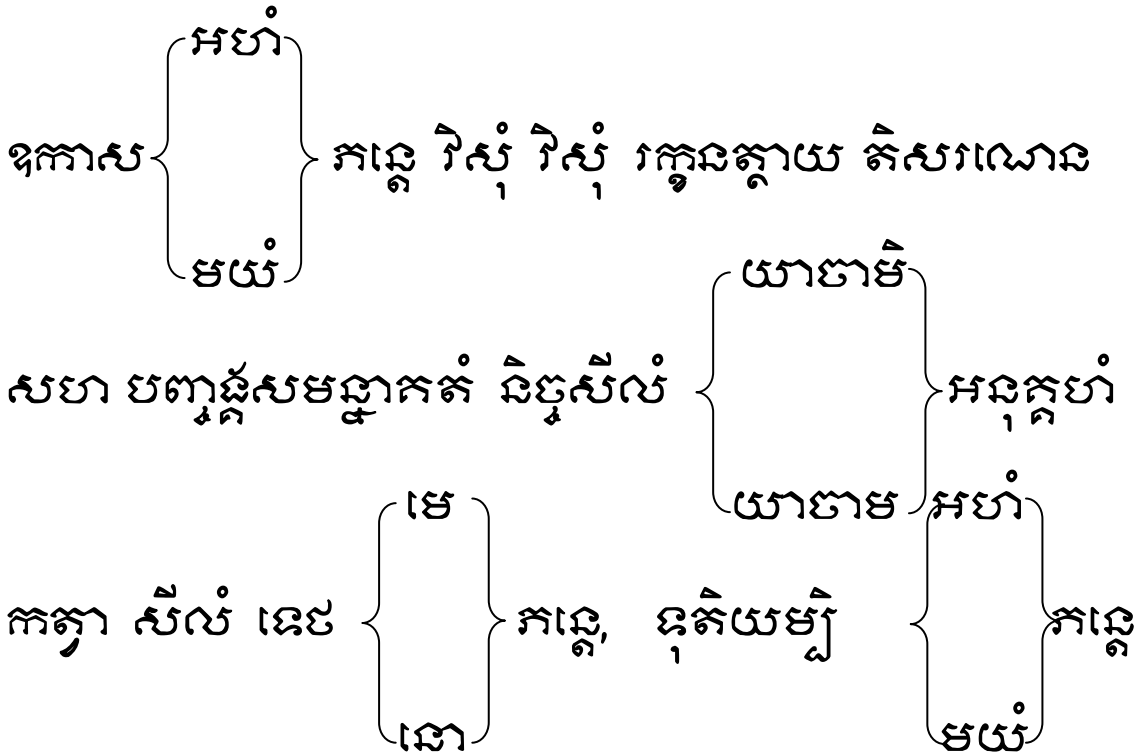 អហំ
ឧកាស ភន្តេ វិសុំ វិសុំ រក្ខនត្ថាយ តិសរណេន
មយំ
យាចាមិ
សហ បញ្ចង្គសមន្នាគតំ និច្ចសីលំ អនុគ្គហំ
យាចាម
មេ អហំ
កត្វា សីលំ ទេថ ភន្តេ, ទុតិយម្បិ ភន្តេ
នោ មយំ